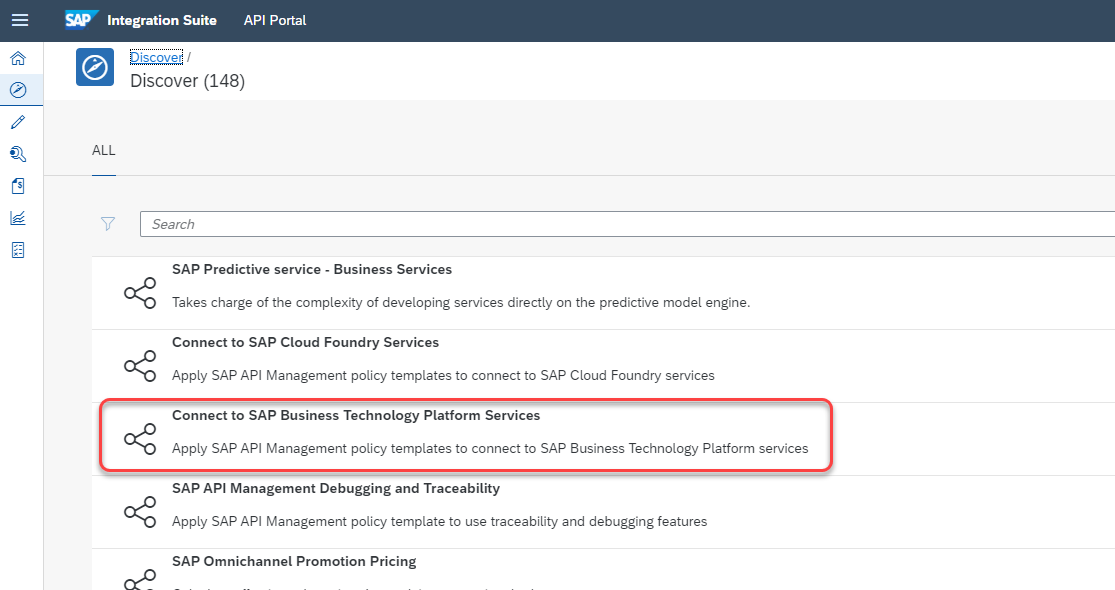 SAP Integration Suite API Portal
Discover /
Discover (148)
ALL
Search
SAP Predictive service - Business Services
Takes charge of the complexity of developing services directly on the predictive model engine.
Connect to SAP Cloud Foundry Services
Apply SAP API Management policy templates to connect to SAP Cloud Foundry services
Connect to SAP Business Technology Platform Services
Apply SAP API Management policy templates to connect to SAP Business Technology Platform services
SAP API Management Debugging and Traceability
Apply SAP API Management policy template to use traceability and debugging features
SAP Omnichannel Promotion Pricing